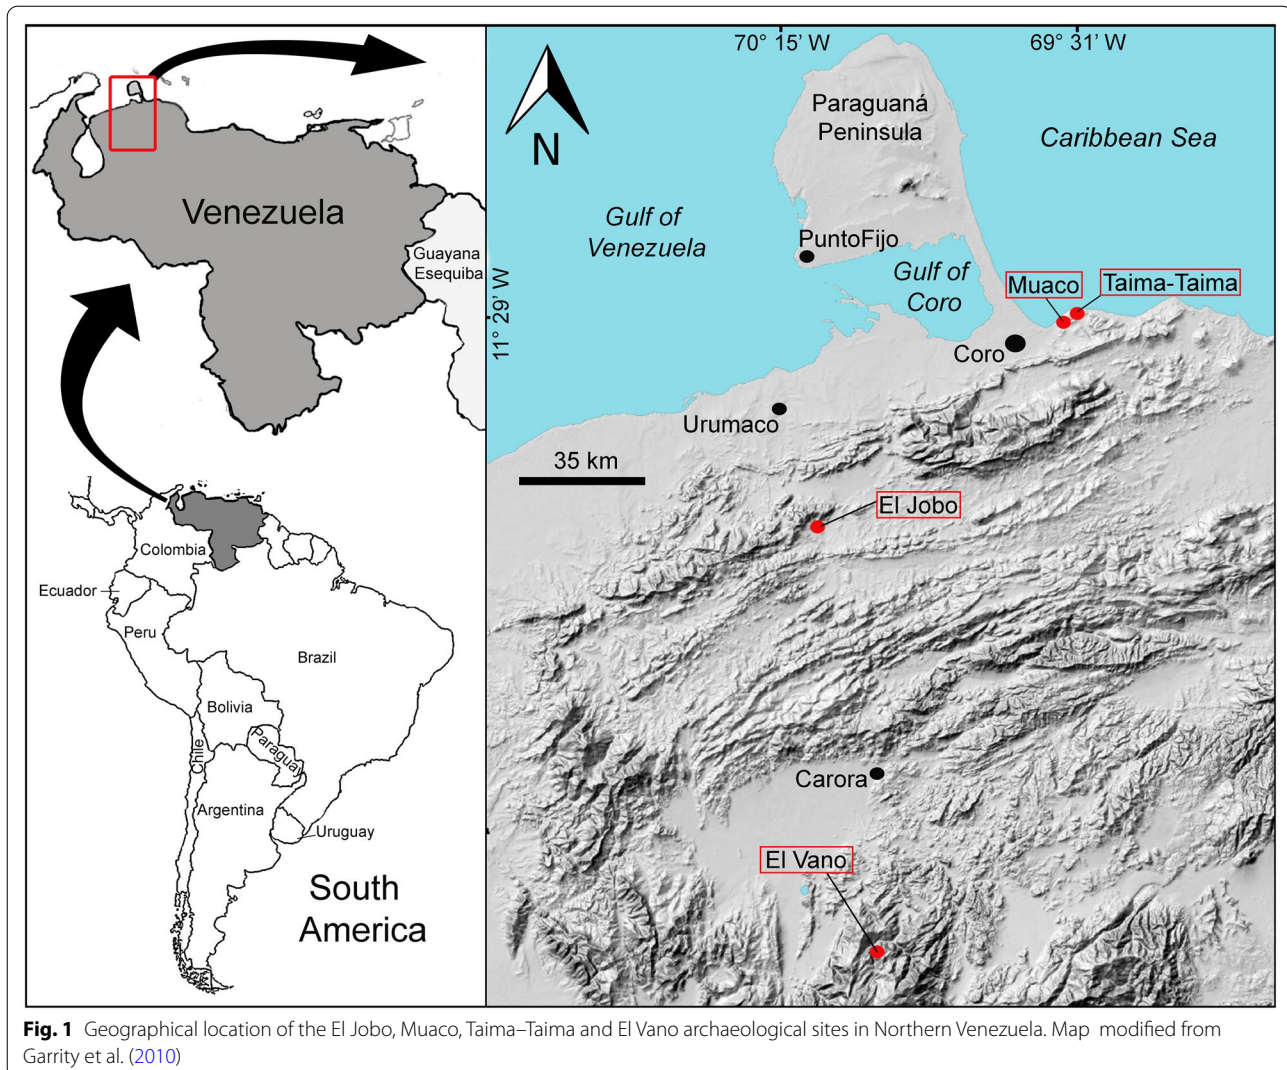 70° 15’ W
69° 31’ W
N
Paraguaná
Peninsula
Caribbean Sea
Gulf of
Venezuela
PuntoFijo
Gulf of
Coro
Muaco
Taima-Taima
11° 29’ W
Coro
Urumaco
35 km
El Jobo
Carora
El Vano
Venezuela
Guayana
Esequiba
Colombia
Ecuador
Peru
Brazil
Bolivia
Paraguay
Chile
Argentina
Uruguay
South
America
Fig. 1 Geographical location of the El Jobo, Muaco, Taima–Taima and El Vano archaeological sites in Northern Venezuela. Map modified from
Garrity et al. (2010)